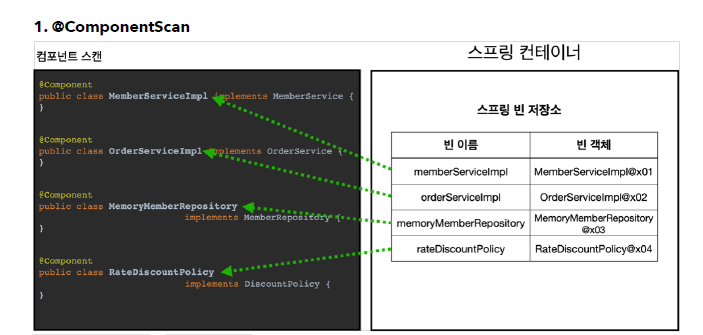 1. @ComponentScan
컴포넌트 스캔
스프링 컨테이너
@Component
public class MemberServiceImpl implements MemberService {
}
@Component
public class OrderServiceImpl implements OrderService {
}
@Component
public class MemoryMemberRepository
implements MemberRepository {
}
@Component
public class RateDiscountPolicy
implements DiscountPolicy {
}
스프링 빈 저장소
빈 이름 빈 객체
memberServiceImpl MemberServiceImpl@x01
orderServiceImpl OrderServiceImpl@x02
memoryMemberRepository MemoryMemberRepository
@x03
rateDiscountPolicy RateDiscountPolicy@x04